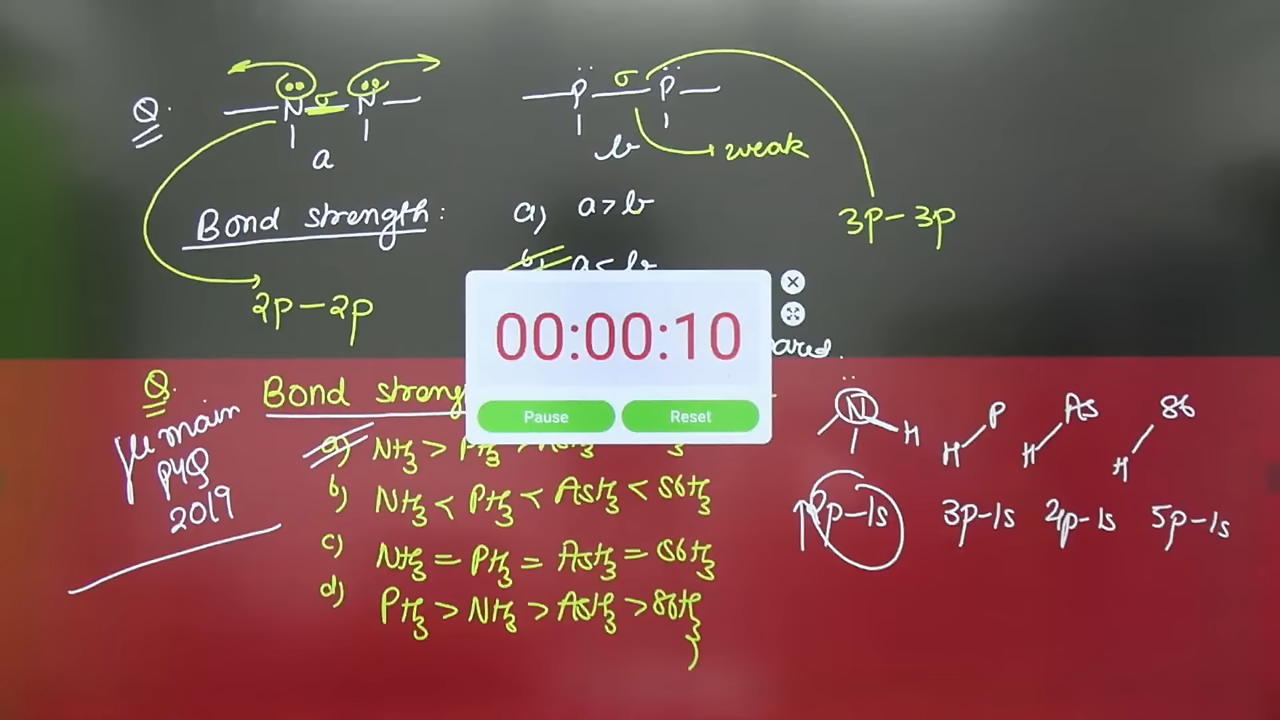 Q. — N̈ σ N̈ — — P̈ σ P̈ —
a
b
weak
Bond strength:
a) a>b
b) a<b
3p-3p
2p-2p
00:00:10
ared.
Pause
Reset
Q. Bond streng
Jee main
PYQ
2019
a) NH3 > PH3 >
b) NH3 < PH3 < AsH3 < SbH3
c) NH3 = PH3 = AsH3 = SbH3
d) PH3 > NH3 > AsH3 > SbH3
N H
P H
As H
Sb H
2p-1s 3p-1s 4p-1s 5p-1s